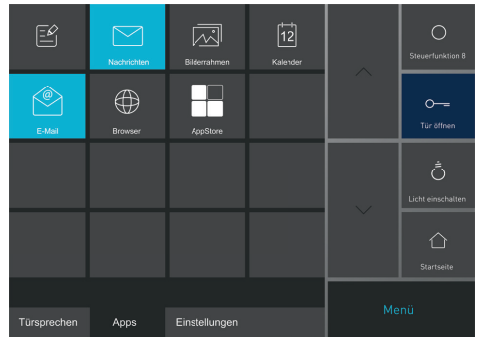 12
Nachrichten
Bilderrahmen
Kalender
Steuerfunktion 8
@
E-Mail
Browser
AppStore
Tür öffnen
Licht einschalten
Startseite
Türsprechen
Apps
Einstellungen
Menü